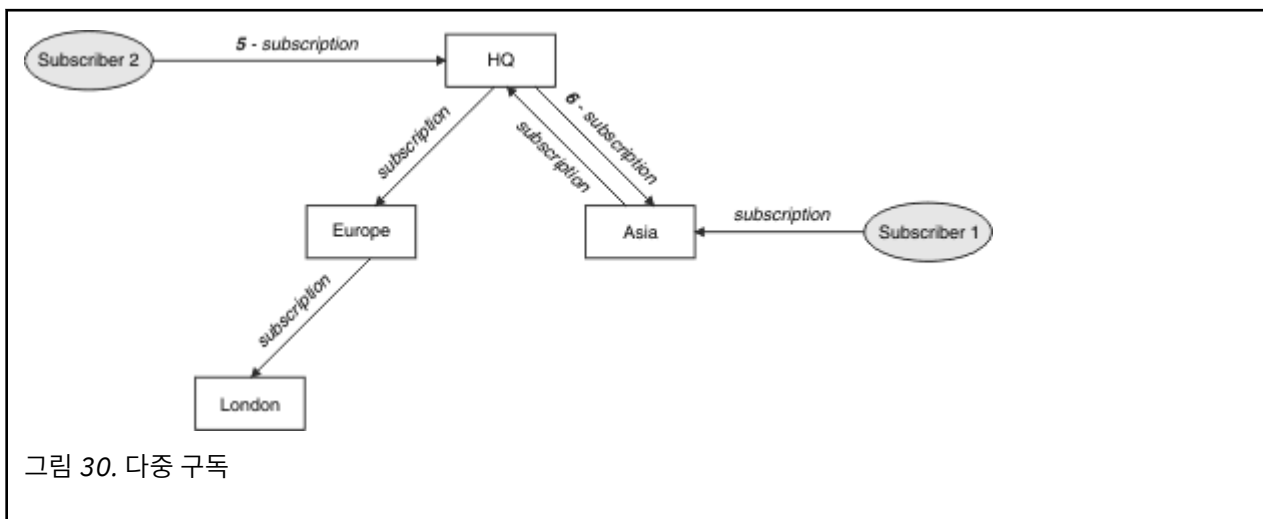 Subscriber 2
5 - subscription
HQ
subscription
subscription
6 - subscription
Europe
Asia
subscription
Subscriber 1
subscription
London
그림 30. 다중 구독